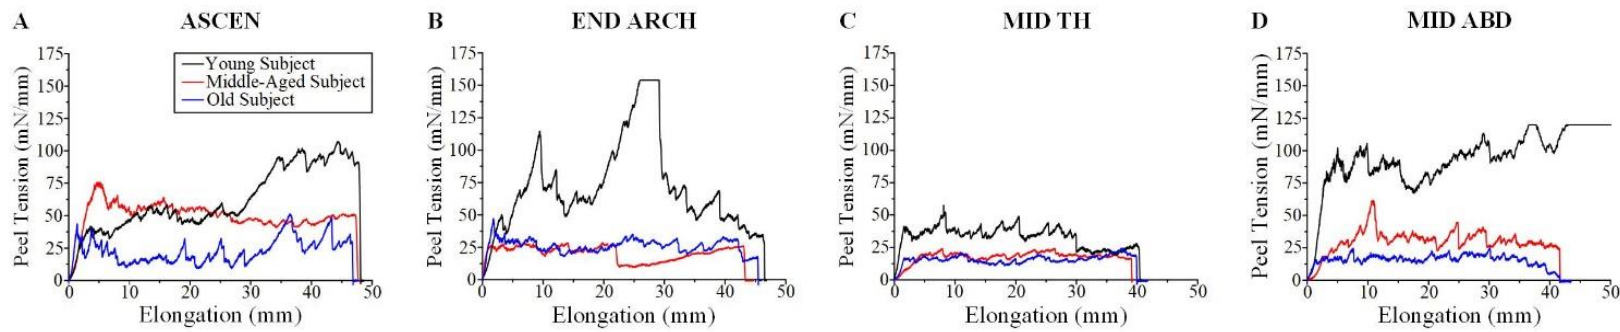 A ASCEN
Peel Tension (mN/mm)
175
150
125
100
75
50
25
0
0 10 20 30 40 50
Elongation (mm)
Young Subject
Middle-Aged Subject
Old Subject
B END ARCH
Peel Tension (mN/mm)
175
150
125
100
75
50
25
0
0 10 20 30 40 50
Elongation (mm)
C MID TH
Peel Tension (mN/mm)
175
150
125
100
75
50
25
0
0 10 20 30 40 50
Elongation (mm)
D MID ABD
Peel Tension (mN/mm)
175
150
125
100
75
50
25
0
0 10 20 30 40 50
Elongation (mm)